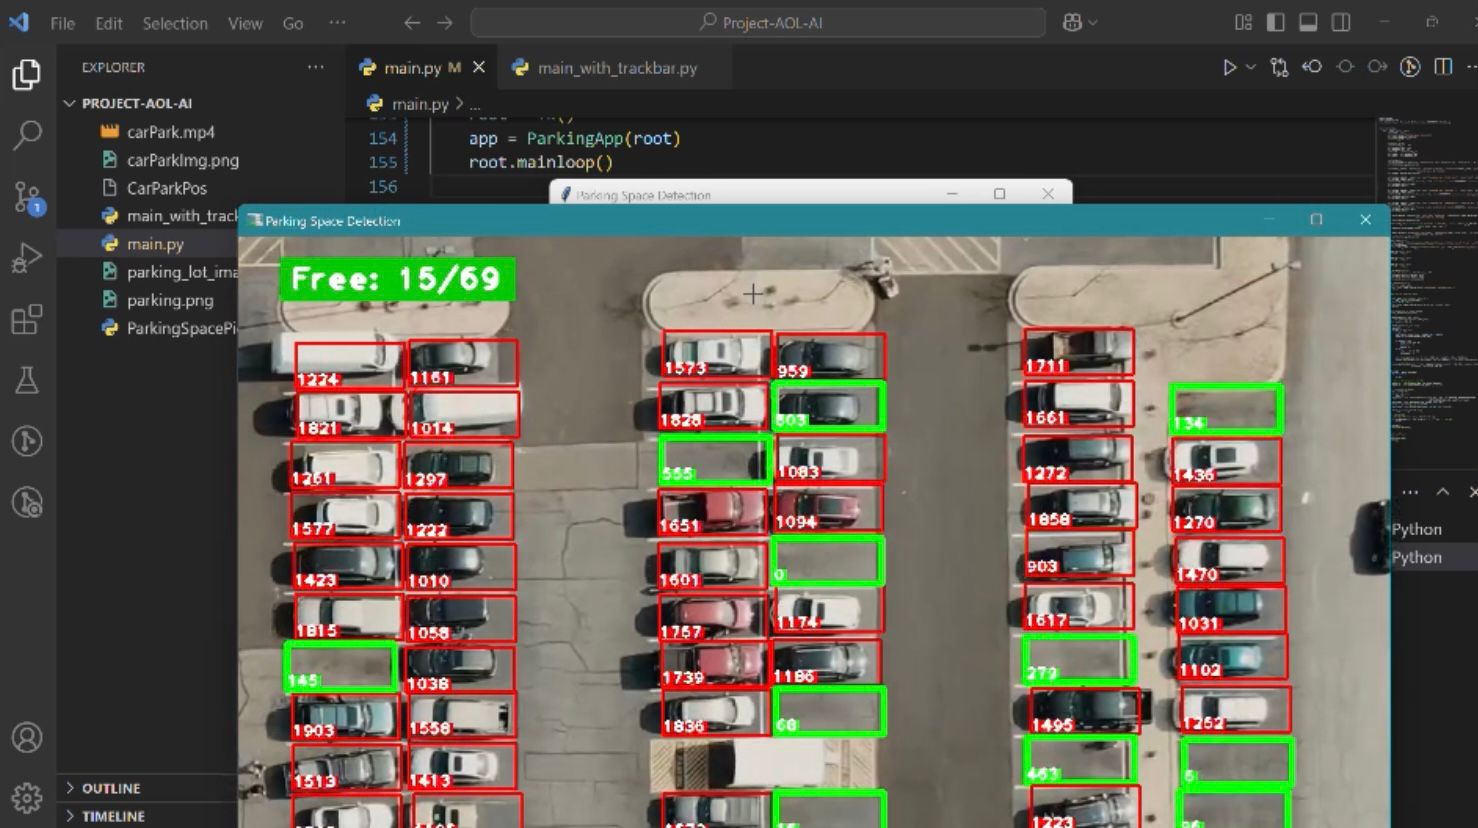 File Edit Selection View Go ... Project-AOL-AI
EXPLORER ...
main.py M
main_with_trackbar.py
PROJECT-AOL-AI
main.py > ...
carPark.mp4
carParkImg.png
CarParkPos
main_with_track
main.py
parking_lot_ima
parking.png
ParkingSpacePi
154 app = ParkingApp(root)
155 root.mainloop()
156
Parking Space Detection
Parking Space Detection
Free: 15/69
1224 1161 1573 959 1711
1821 1014 1828 803 1661 134
1261 1297 555 1083 1272 1436
1577 1222 1651 1094 1858 1270
1423 1010 1601 0 903 1470
1815 1058 1767 1174 1617 1031
145 1038 1739 1186 279 1102
1903 1558 1836 68 1495 1252
1513 1413 463 6
1
Python
Python
OUTLINE
TIMELINE